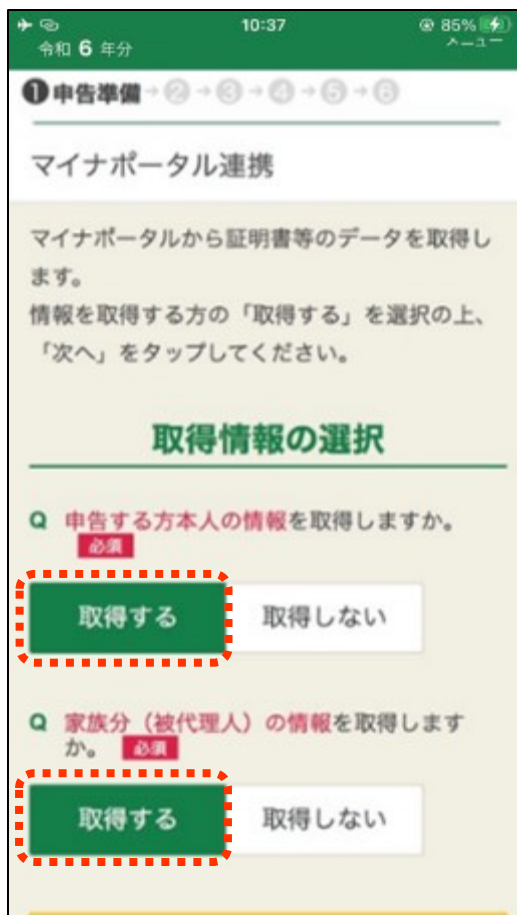 10:37
85%
令和 6 年分
メニュー
❶申告準備→②→③→④→⑤→⑥
マイナポータル連携
マイナポータルから証明書等のデータを取得し
ます。
情報を取得する方の「取得する」を選択の上、
「次へ」をタップしてください。
取得情報の選択
Q 申告する方本人の情報を取得しますか。
必須
取得する 取得しない
Q 家族分（被代理人）の情報を取得します
か。 必須
取得する 取得しない